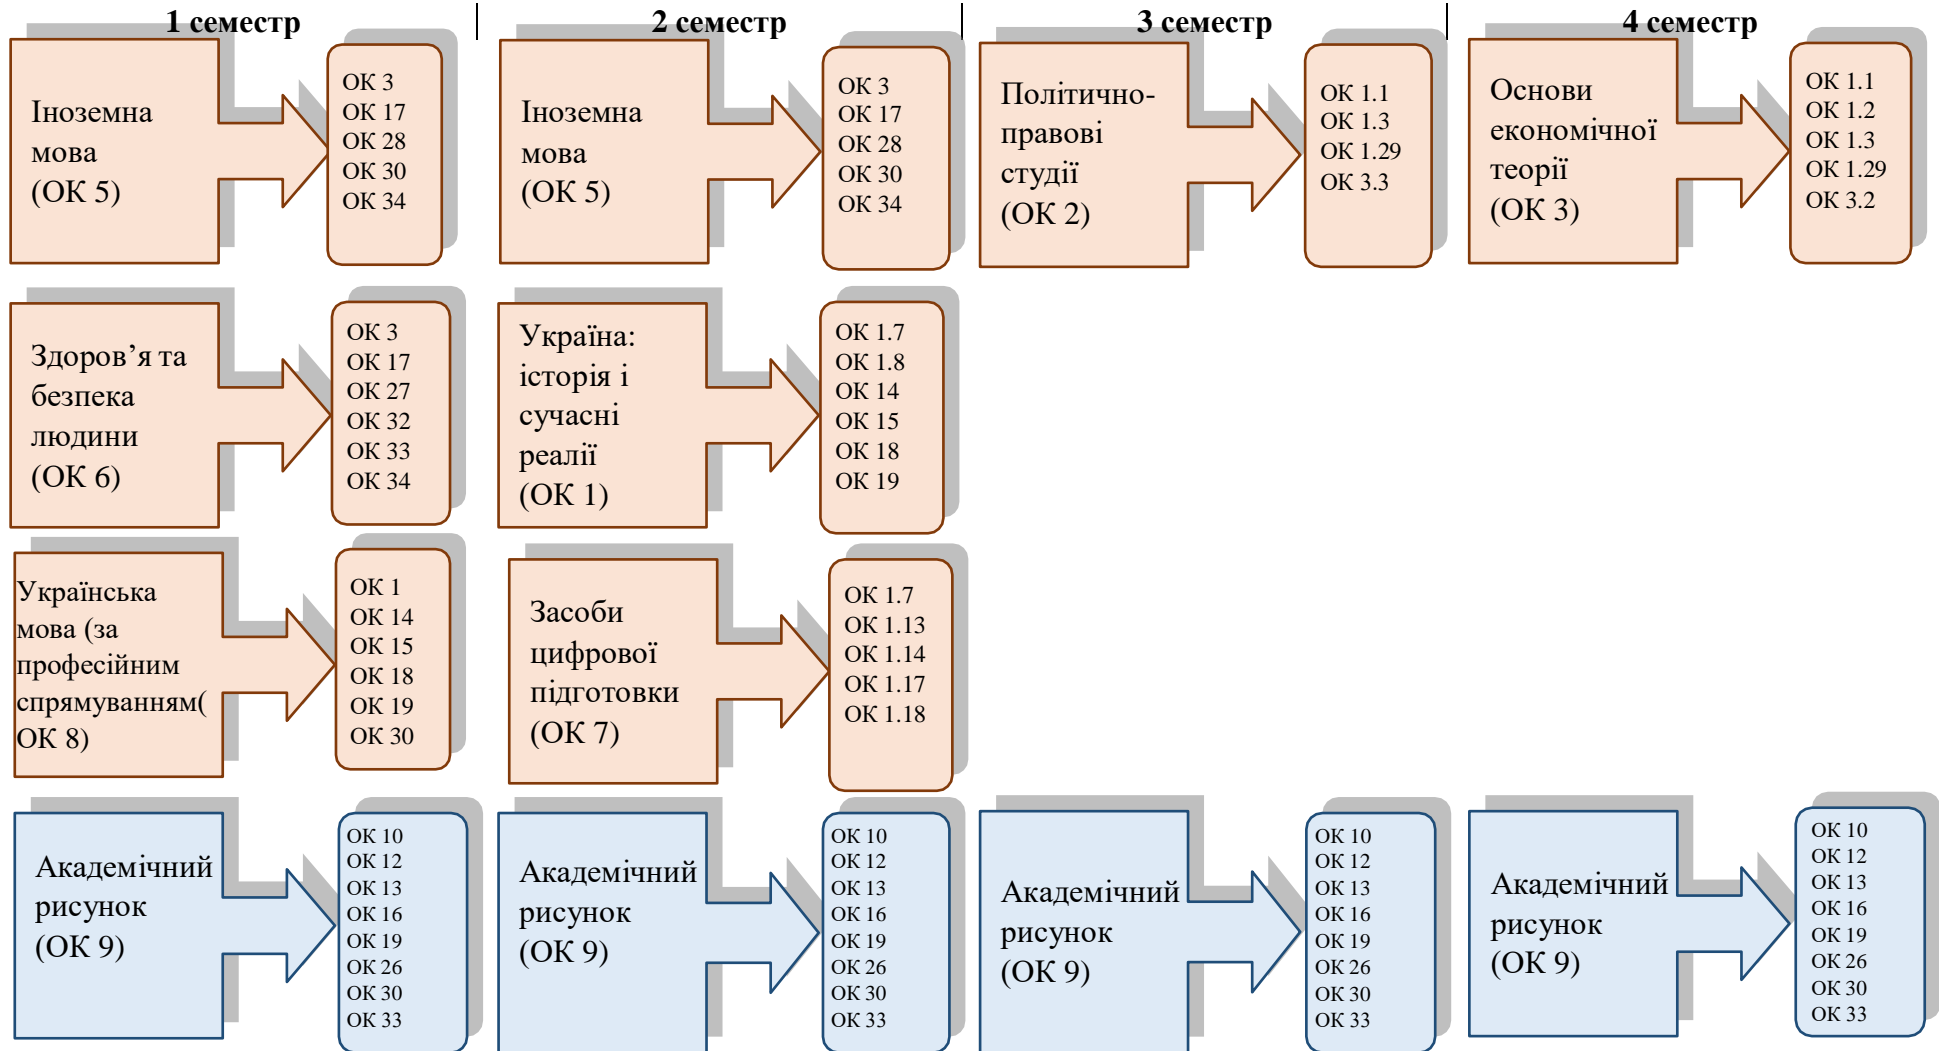 1 семестр
2 семестр
3 семестр
4 семестр
Іноземна
мова
(ОК 5)
ОК 3
ОК 17
ОК 28
ОК 30
ОК 34
Іноземна
мова
(ОК 5)
ОК 3
ОК 17
ОК 28
ОК 30
ОК 34
Політично-
правові
студії
(ОК 2)
ОК 1.1
ОК 1.3
ОК 1.29
ОК 3.3
Основи
економічної
теорії
(ОК 3)
ОК 1.1
ОК 1.2
ОК 1.3
ОК 1.29
ОК 3.2
Здоров’я та
безпека
людини
(ОК 6)
ОК 3
ОК 17
ОК 27
ОК 32
ОК 33
ОК 34
Україна:
історія і
сучасні
реалії
(ОК 1)
ОК 1.7
ОК 1.8
ОК 14
ОК 15
ОК 18
ОК 19
Українська
мова (за
професійним
спрямуванням(
ОК 8)
ОК 1
ОК 14
ОК 15
ОК 18
ОК 19
ОК 30
Засоби
цифрової
підготовки
(ОК 7)
ОК 1.7
ОК 1.13
ОК 1.14
ОК 1.17
ОК 1.18
Академічний
рисунок
(ОК 9)
ОК 10
ОК 12
ОК 13
ОК 16
ОК 19
ОК 26
ОК 30
ОК 33
Академічний
рисунок
(ОК 9)
ОК 10
ОК 12
ОК 13
ОК 16
ОК 19
ОК 26
ОК 30
ОК 33
Академічний
рисунок
(ОК 9)
ОК 10
ОК 12
ОК 13
ОК 16
ОК 19
ОК 26
ОК 30
ОК 33
Академічний
рисунок
(ОК 9)
ОК 10
ОК 12
ОК 13
ОК 16
ОК 19
ОК 26
ОК 30
ОК 33